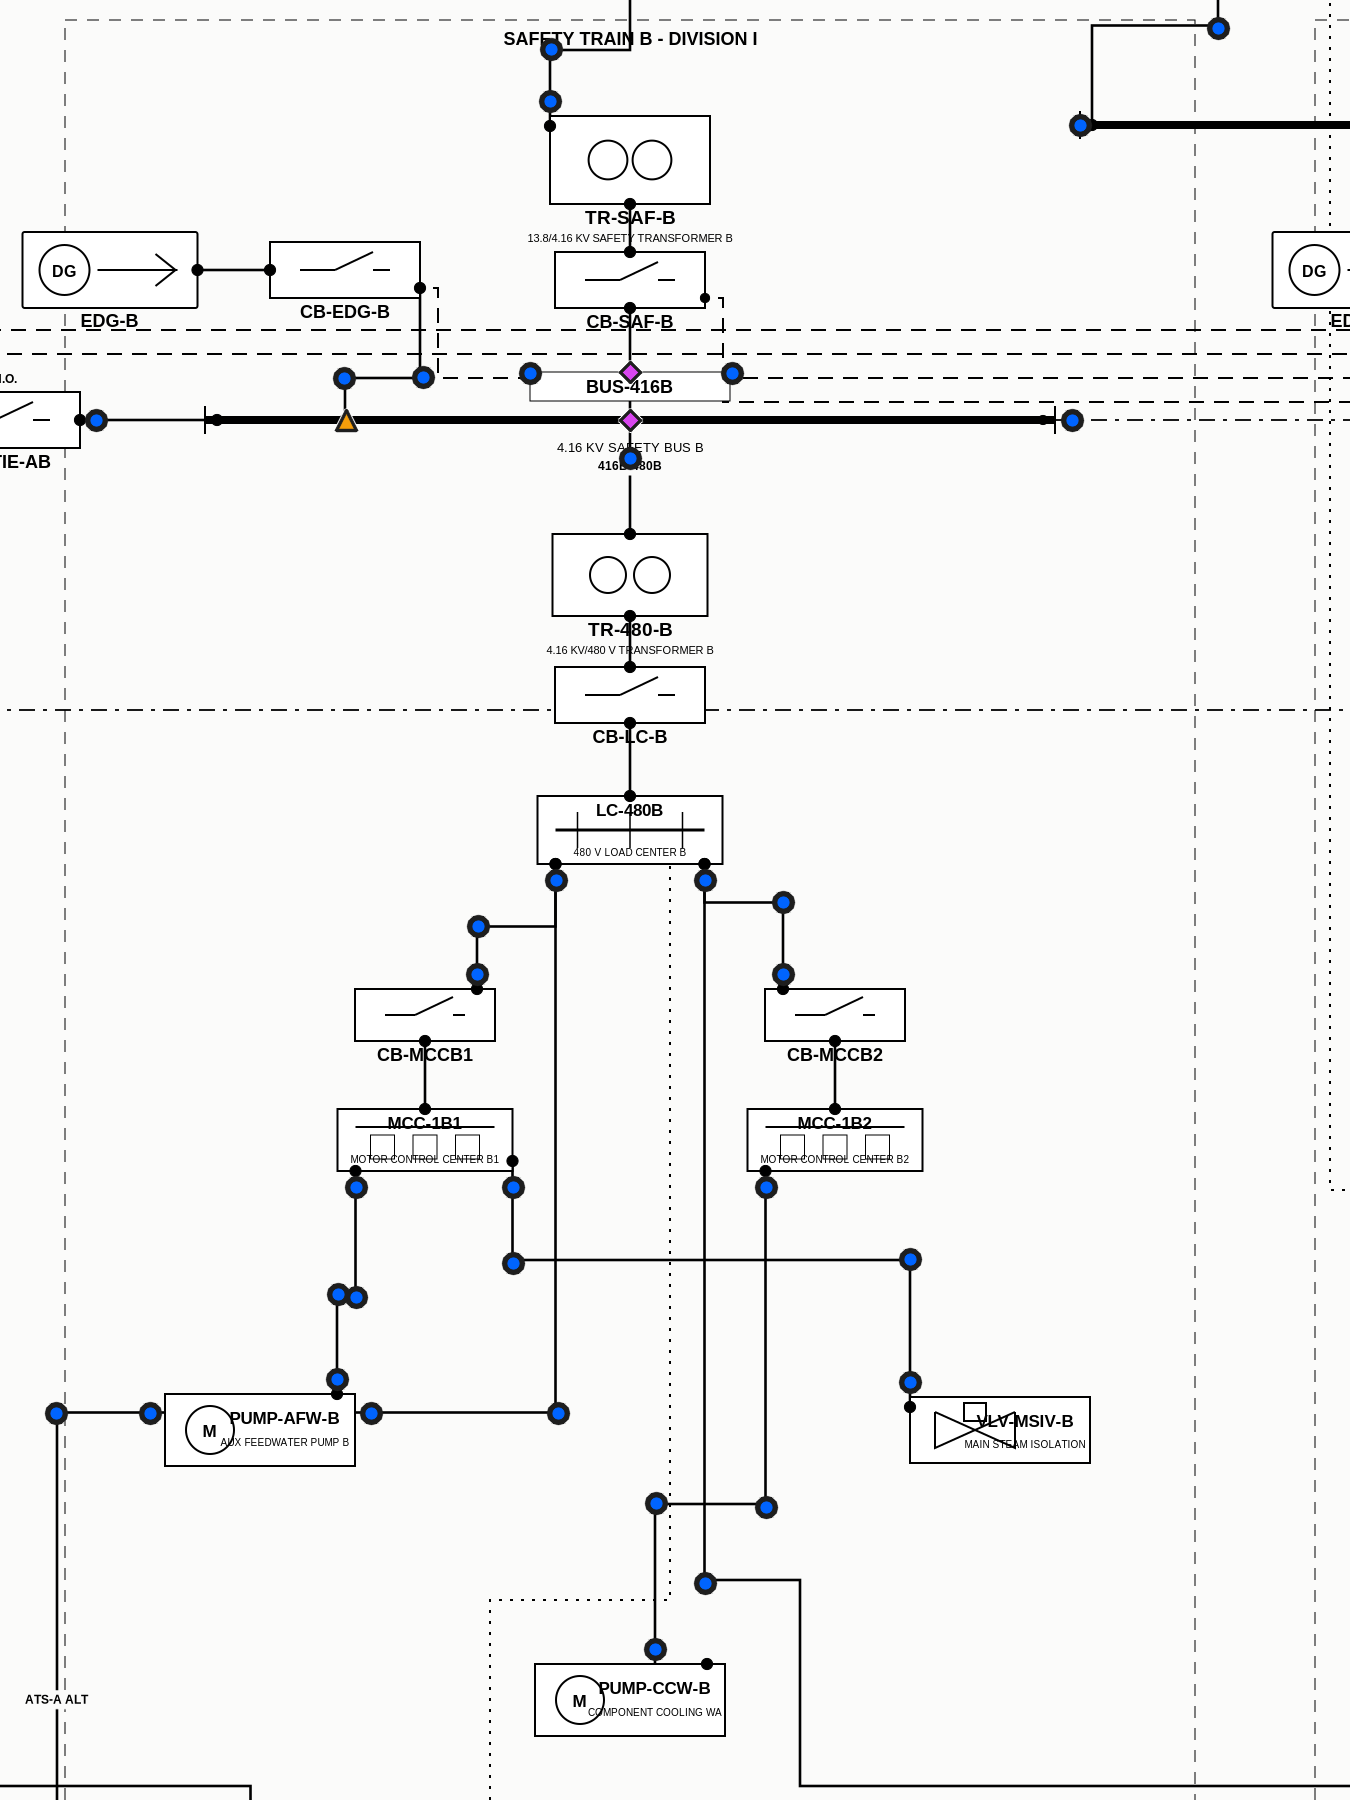 SAFETY TRAIN B - DIVISION I
TR-SAF-B
13.8/4.16 KV SAFETY TRANSFORMER B
DG
EDG-B
CB-EDG-B
CB-SAF-B
DG
BUS-416B
TIE-AB
4.16 KV SAFETY BUS B
TR-480-B
4.16 KV/480 V TRANSFORMER B
CB-LC-B
LC-480B
480 V LOAD CENTER B
CB-MCCB1
CB-MCCB2
MCC-1B1
MOTOR CONTROL CENTER B1
MCC-1B2
MOTOR CONTROL CENTER B2
M
PUMP-AFW-B
AUX FEEDWATER PUMP B
VLV-MSIV-B
MAIN STEAM ISOLATION
M
PUMP-CCW-B
COMPONENT COOLING WA
ATS-A ALT